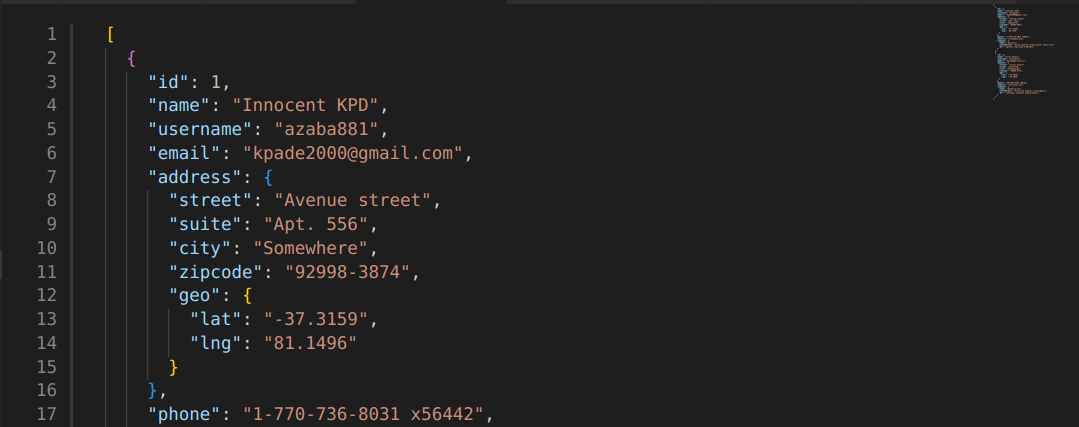 1 [
2 {
3 "id": 1,
4 "name": "Innocent KPD",
5 "username": "azaba881",
6 "email": "kpade2000@gmail.com",
7 "address": {
8 "street": "Avenue street",
9 "suite": "Apt. 556",
10 "city": "Somewhere",
11 "zipcode": "92998-3874",
12 "geo": {
13 "lat": "-37.3159",
14 "lng": "81.1496"
15 }
16 },
17 "phone": "1-770-736-8031 x56442",